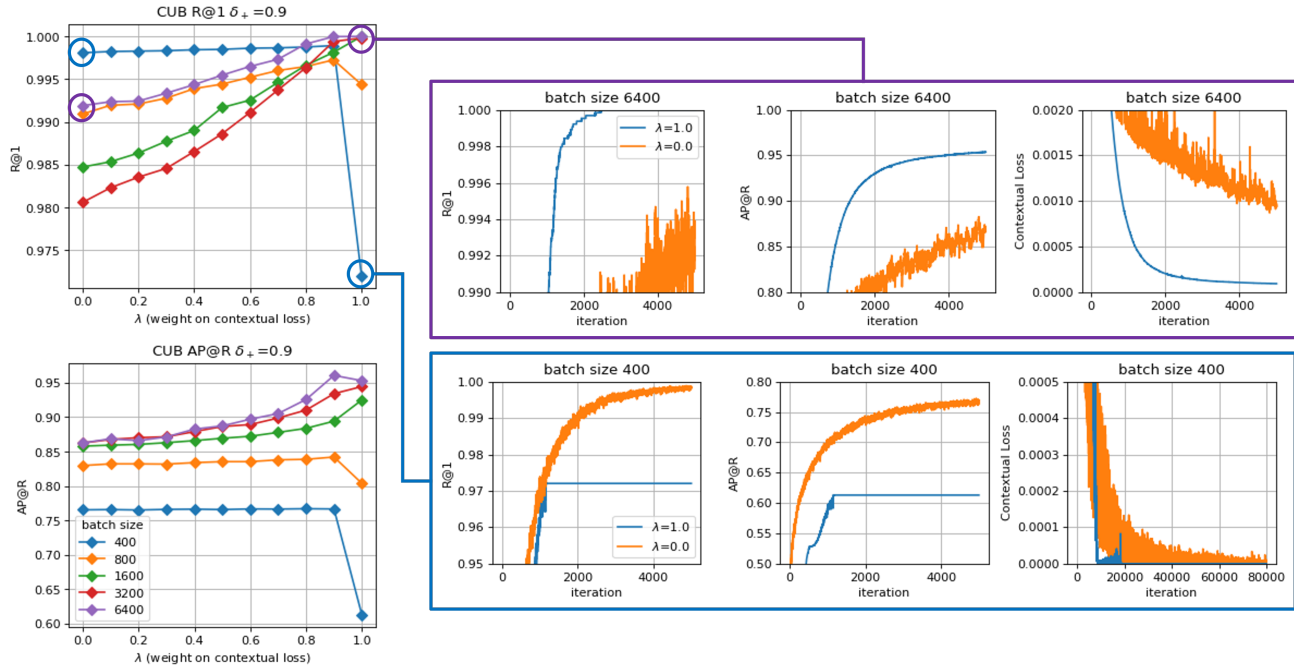 CUB R@1 δ₊ =0.9
1.000
0.995
0.990
0.985
0.980
0.975
R@1
0.0 0.2 0.4 0.6 0.8 1.0
λ (weight on contextual loss)
CUB AP@R δ₊ =0.9
0.95
0.90
0.85
0.80
0.75
0.70
0.65
0.60
AP@R
batch size
400
800
1600
3200
6400
0.0 0.2 0.4 0.6 0.8 1.0
λ (weight on contextual loss)
batch size 6400
1.000
0.998
0.996
0.994
0.992
0.990
R@1
λ=1.0
λ=0.0
0 2000 4000
iteration
batch size 6400
1.00
0.95
0.90
0.85
0.80
AP@R
0 2000 4000
iteration
batch size 6400
0.0020
0.0015
0.0010
0.0005
0.0000
Contextual Loss
0 2000 4000
iteration
batch size 400
1.00
0.99
0.98
0.97
0.96
0.95
R@1
λ=1.0
λ=0.0
0 2000 4000
iteration
batch size 400
0.80
0.75
0.70
0.65
0.60
0.55
0.50
AP@R
0 2000 4000
iteration
batch size 400
0.0005
0.0004
0.0003
0.0002
0.0001
0.0000
Contextual Loss
0 20000 40000 60000 80000
iteration